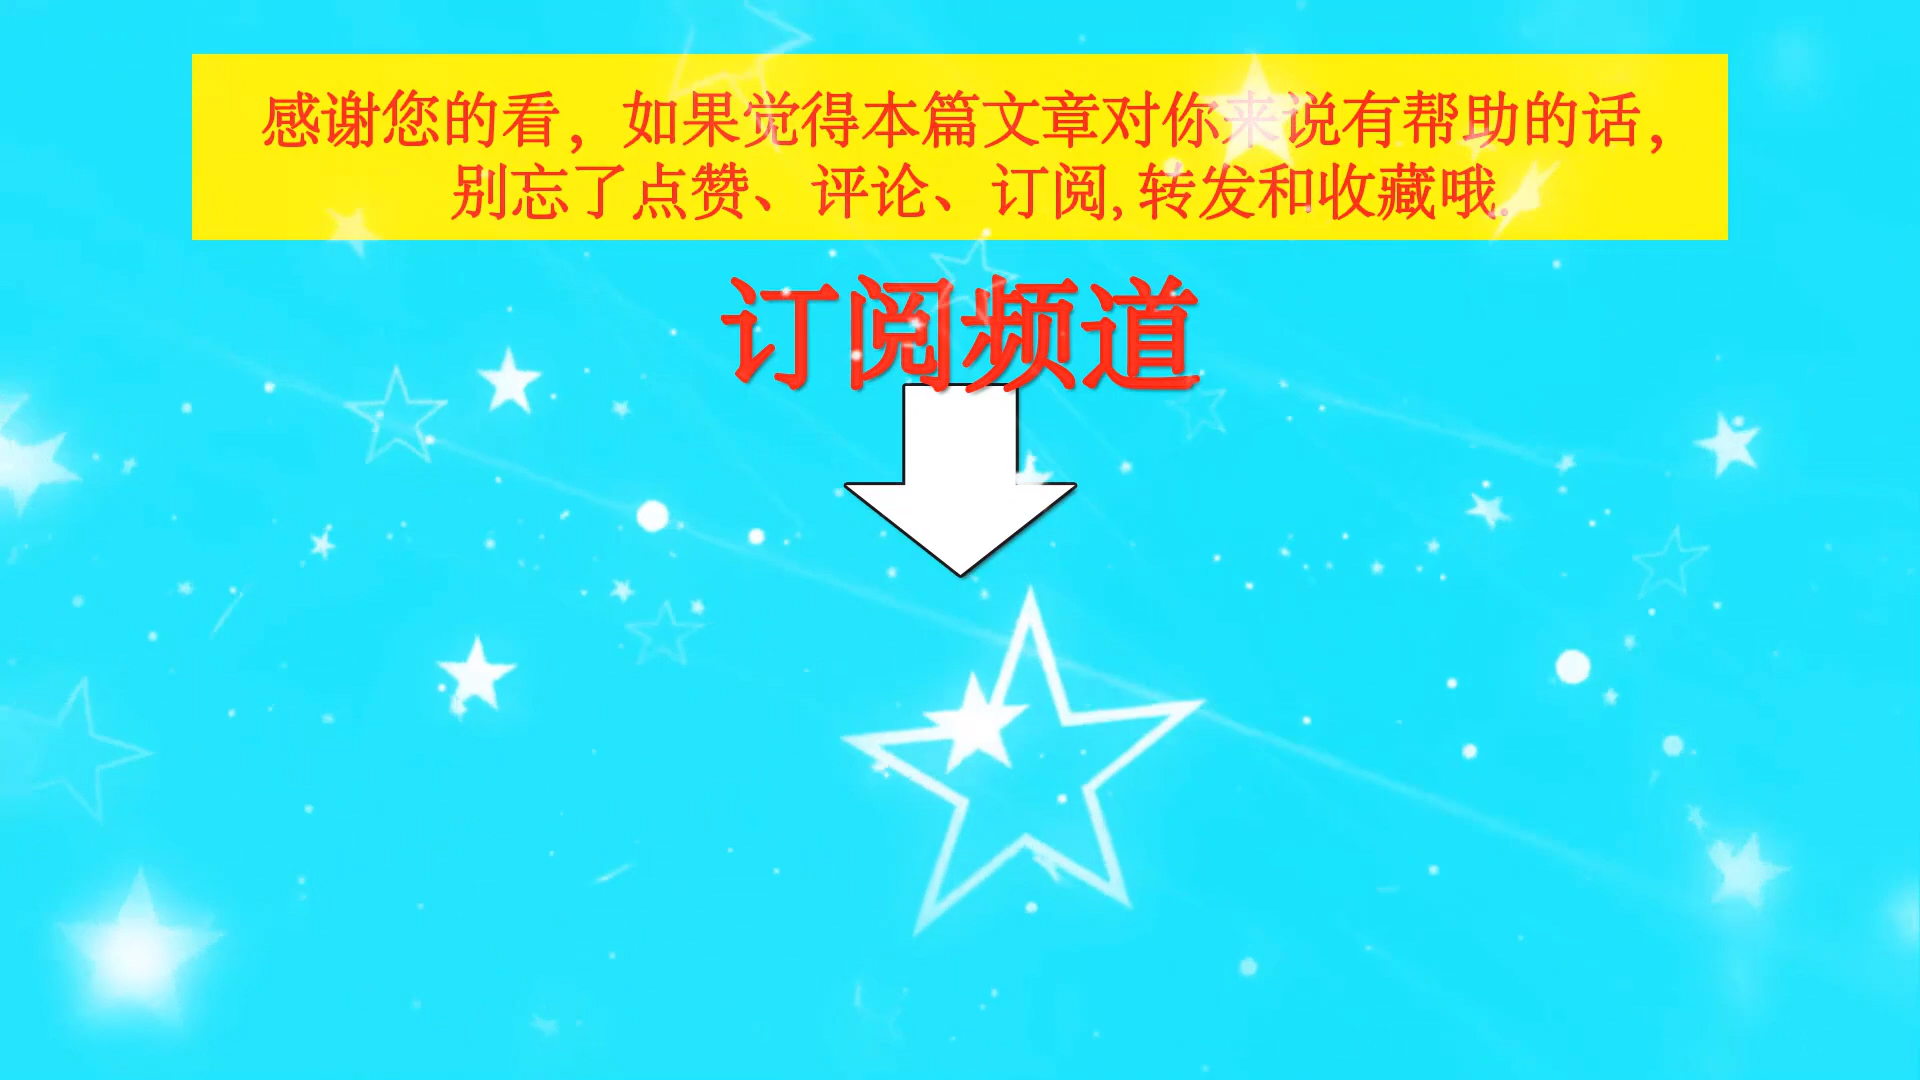 感谢您的看，如果觉得本篇文章对你来说有帮助的话，
别忘了点赞、评论、订阅,转发和收藏哦.
订阅频道